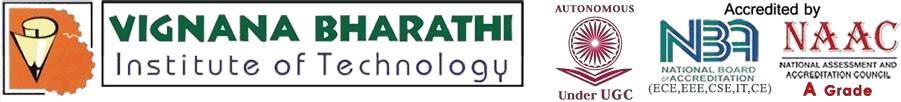 VIGNANA BHARATHI
Institute of Technology
AUTONOMOUS
Under UGC
Accredited by
NBA
NATIONAL BOARD
of ACCREDITATION
(ECE,EEE,CSE,IT,CE)
NAAC
NATIONAL ASSESSMENT AND
ACCREDITATION COUNCIL
A Grade